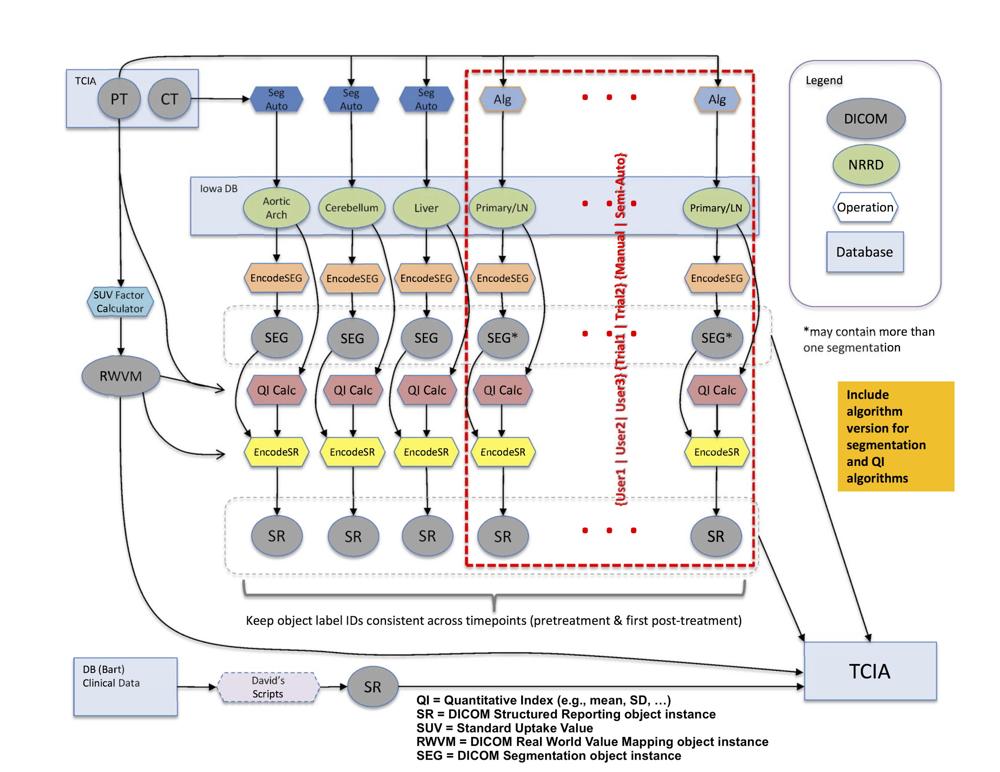 TCIA
PT
CT
Seg
Auto
Seg
Auto
Seg
Auto
Alg
Alg
Legend
DICOM
NRRD
Operation
Database
Iowa DB
Aortic
Arch
Cerebellum
Liver
Primary/LN
Primary/LN
{User1 | User2| User3} {Trial1 | Trial2} {Manual | Semi-Auto}
EncodeSEG
EncodeSEG
EncodeSEG
EncodeSEG
EncodeSEG
SUV Factor
Calculator
SEG
SEG
SEG
SEG*
SEG*
*may contain more than
one segmentation
RWVM
QI Calc
QI Calc
QI Calc
QI Calc
QI Calc
Include
algorithm
version for
segmentation
and QI
algorithms
EncodeSR
EncodeSR
EncodeSR
EncodeSR
EncodeSR
SR
SR
SR
SR
SR
Keep object label IDs consistent across timepoints (pretreatment & first post-treatment)
DB (Bart)
Clinical Data
David's
Scripts
SR
TCIA
QI = Quantitative Index (e.g., mean, SD, …)
SR = DICOM Structured Reporting object instance
SUV = Standard Uptake Value
RWVM = DICOM Real World Value Mapping object instance
SEG = DICOM Segmentation object instance